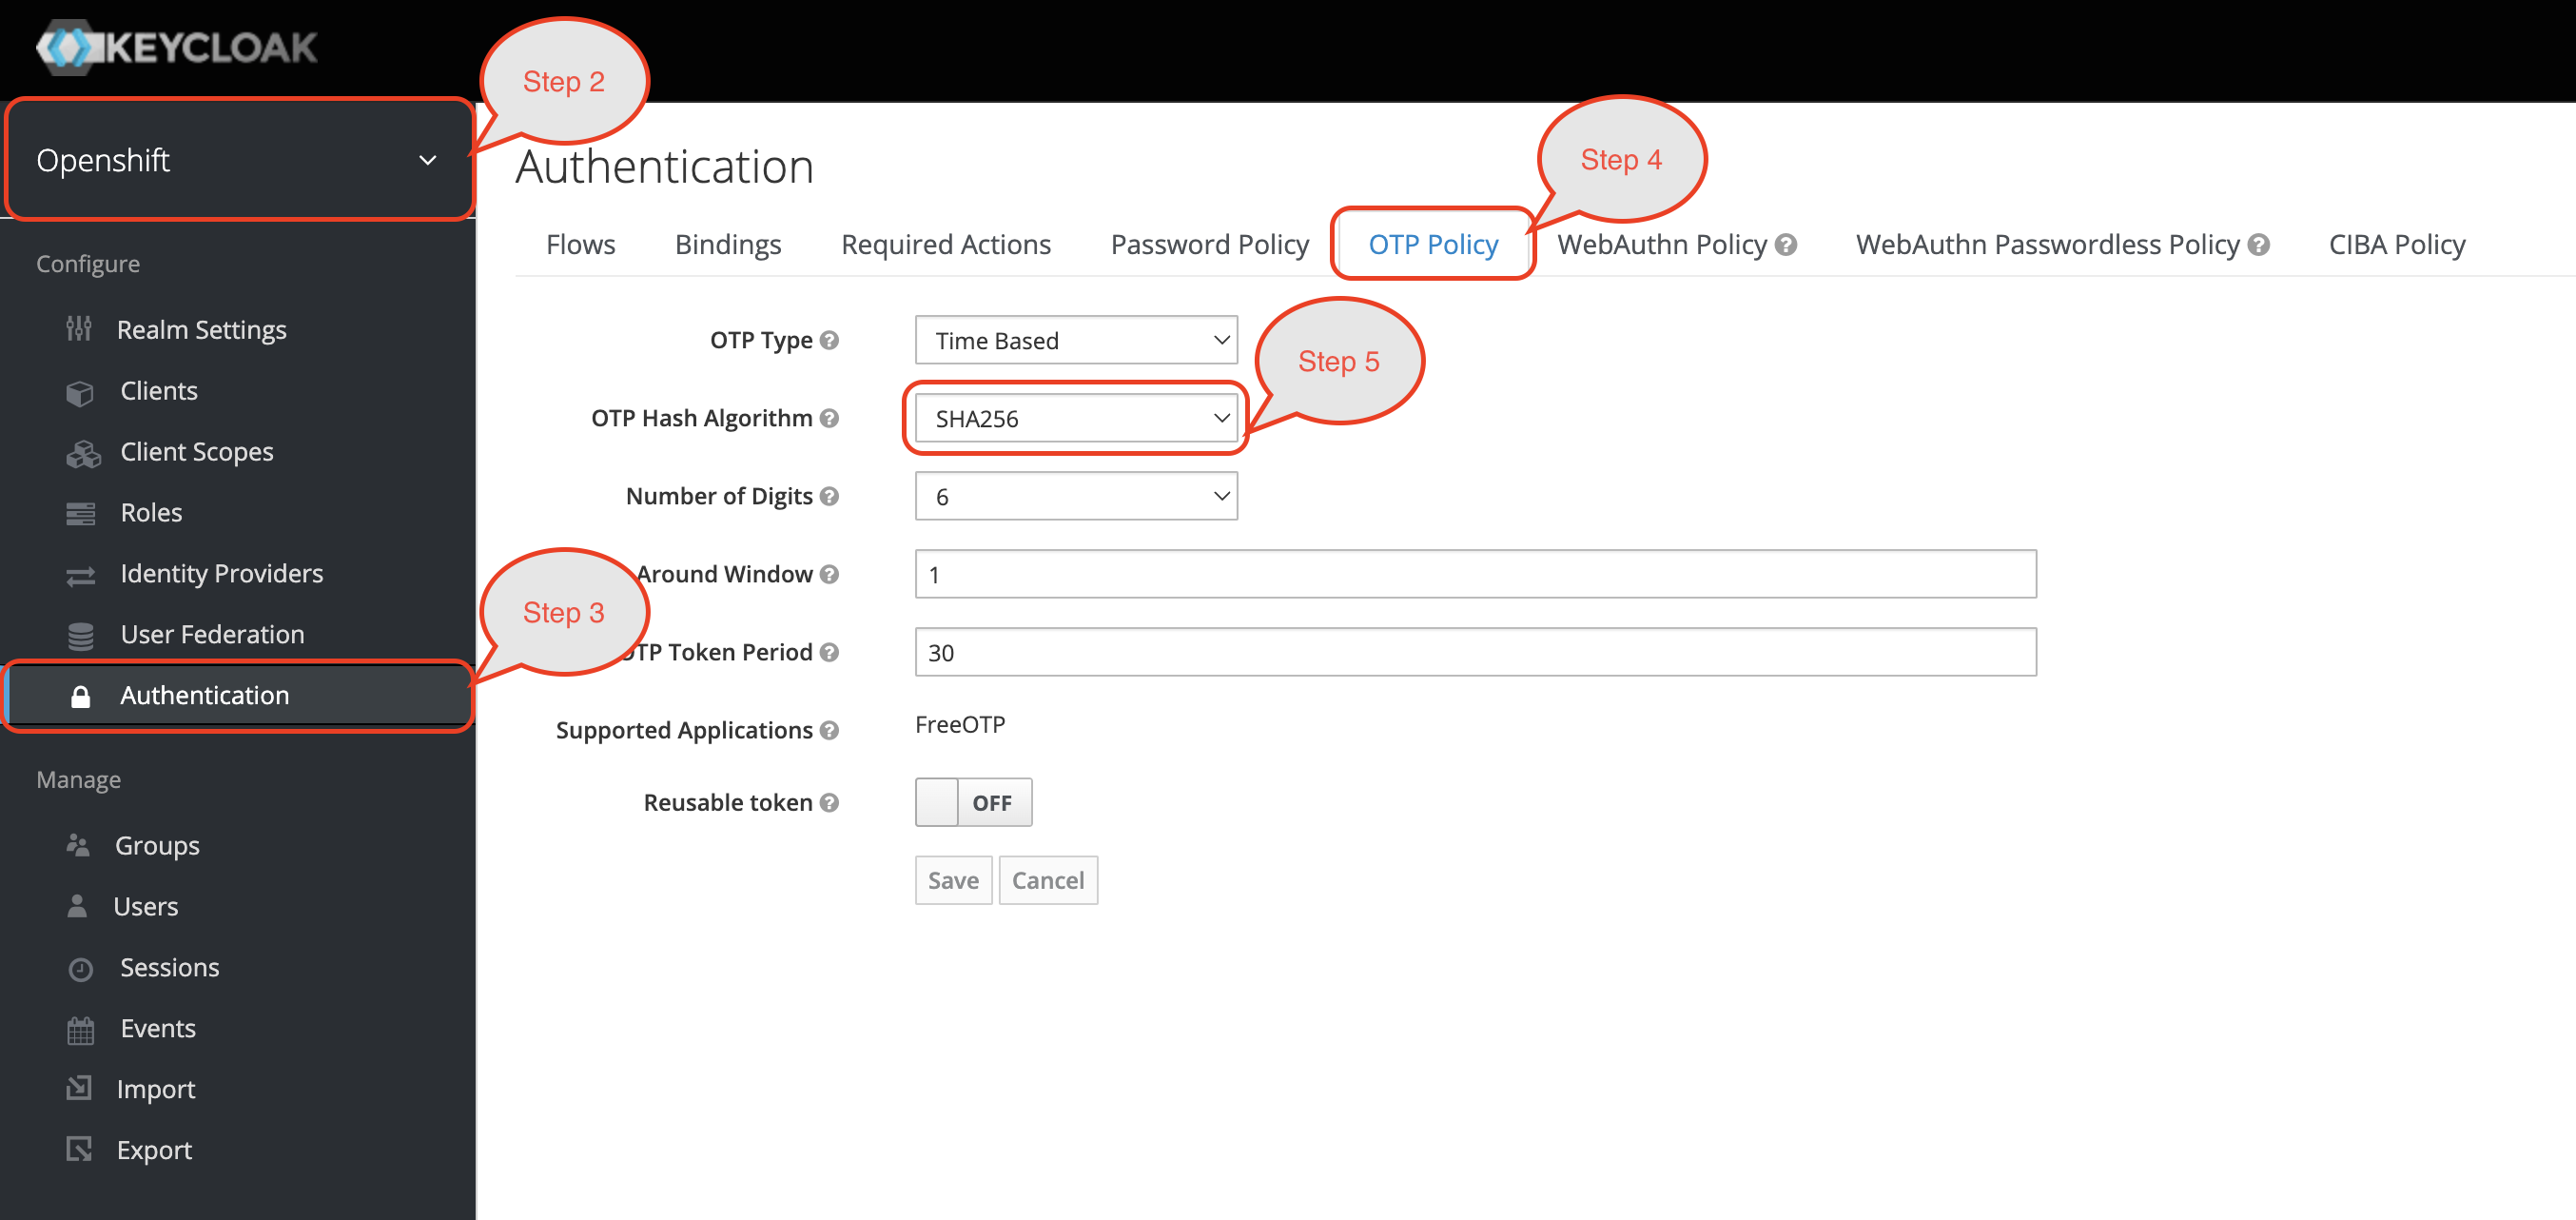 KEYCLOAK
Step 2
Openshift
Configure
Realm Settings
Clients
Client Scopes
Roles
Identity Providers
User Federation
Authentication
Manage
Groups
Users
Sessions
Events
Import
Export
Step 3
Authentication
Step 4
Flows Bindings Required Actions Password Policy OTP Policy WebAuthn Policy WebAuthn Passwordless Policy CIBA Policy
OTP Type Time Based
Step 5
OTP Hash Algorithm SHA256
Number of Digits 6
Around Window 1
OTP Token Period 30
Supported Applications FreeOTP
Reusable token OFF
Save Cancel